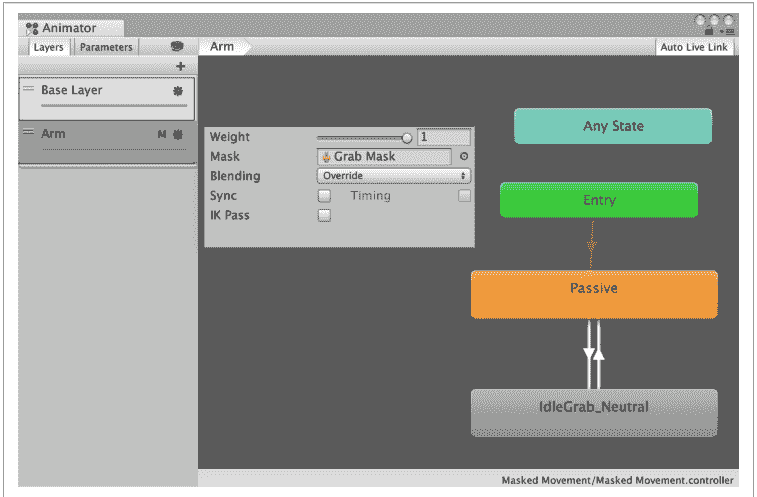 Animator
Layers Parameters
Arm
Auto Live Link
+
Base Layer
Arm M
Weight 1
Mask Grab Mask
Blending Override
Sync Timing
IK Pass
Any State
Entry
Passive
IdleGrab_Neutral
Masked Movement/Masked Movement.controller